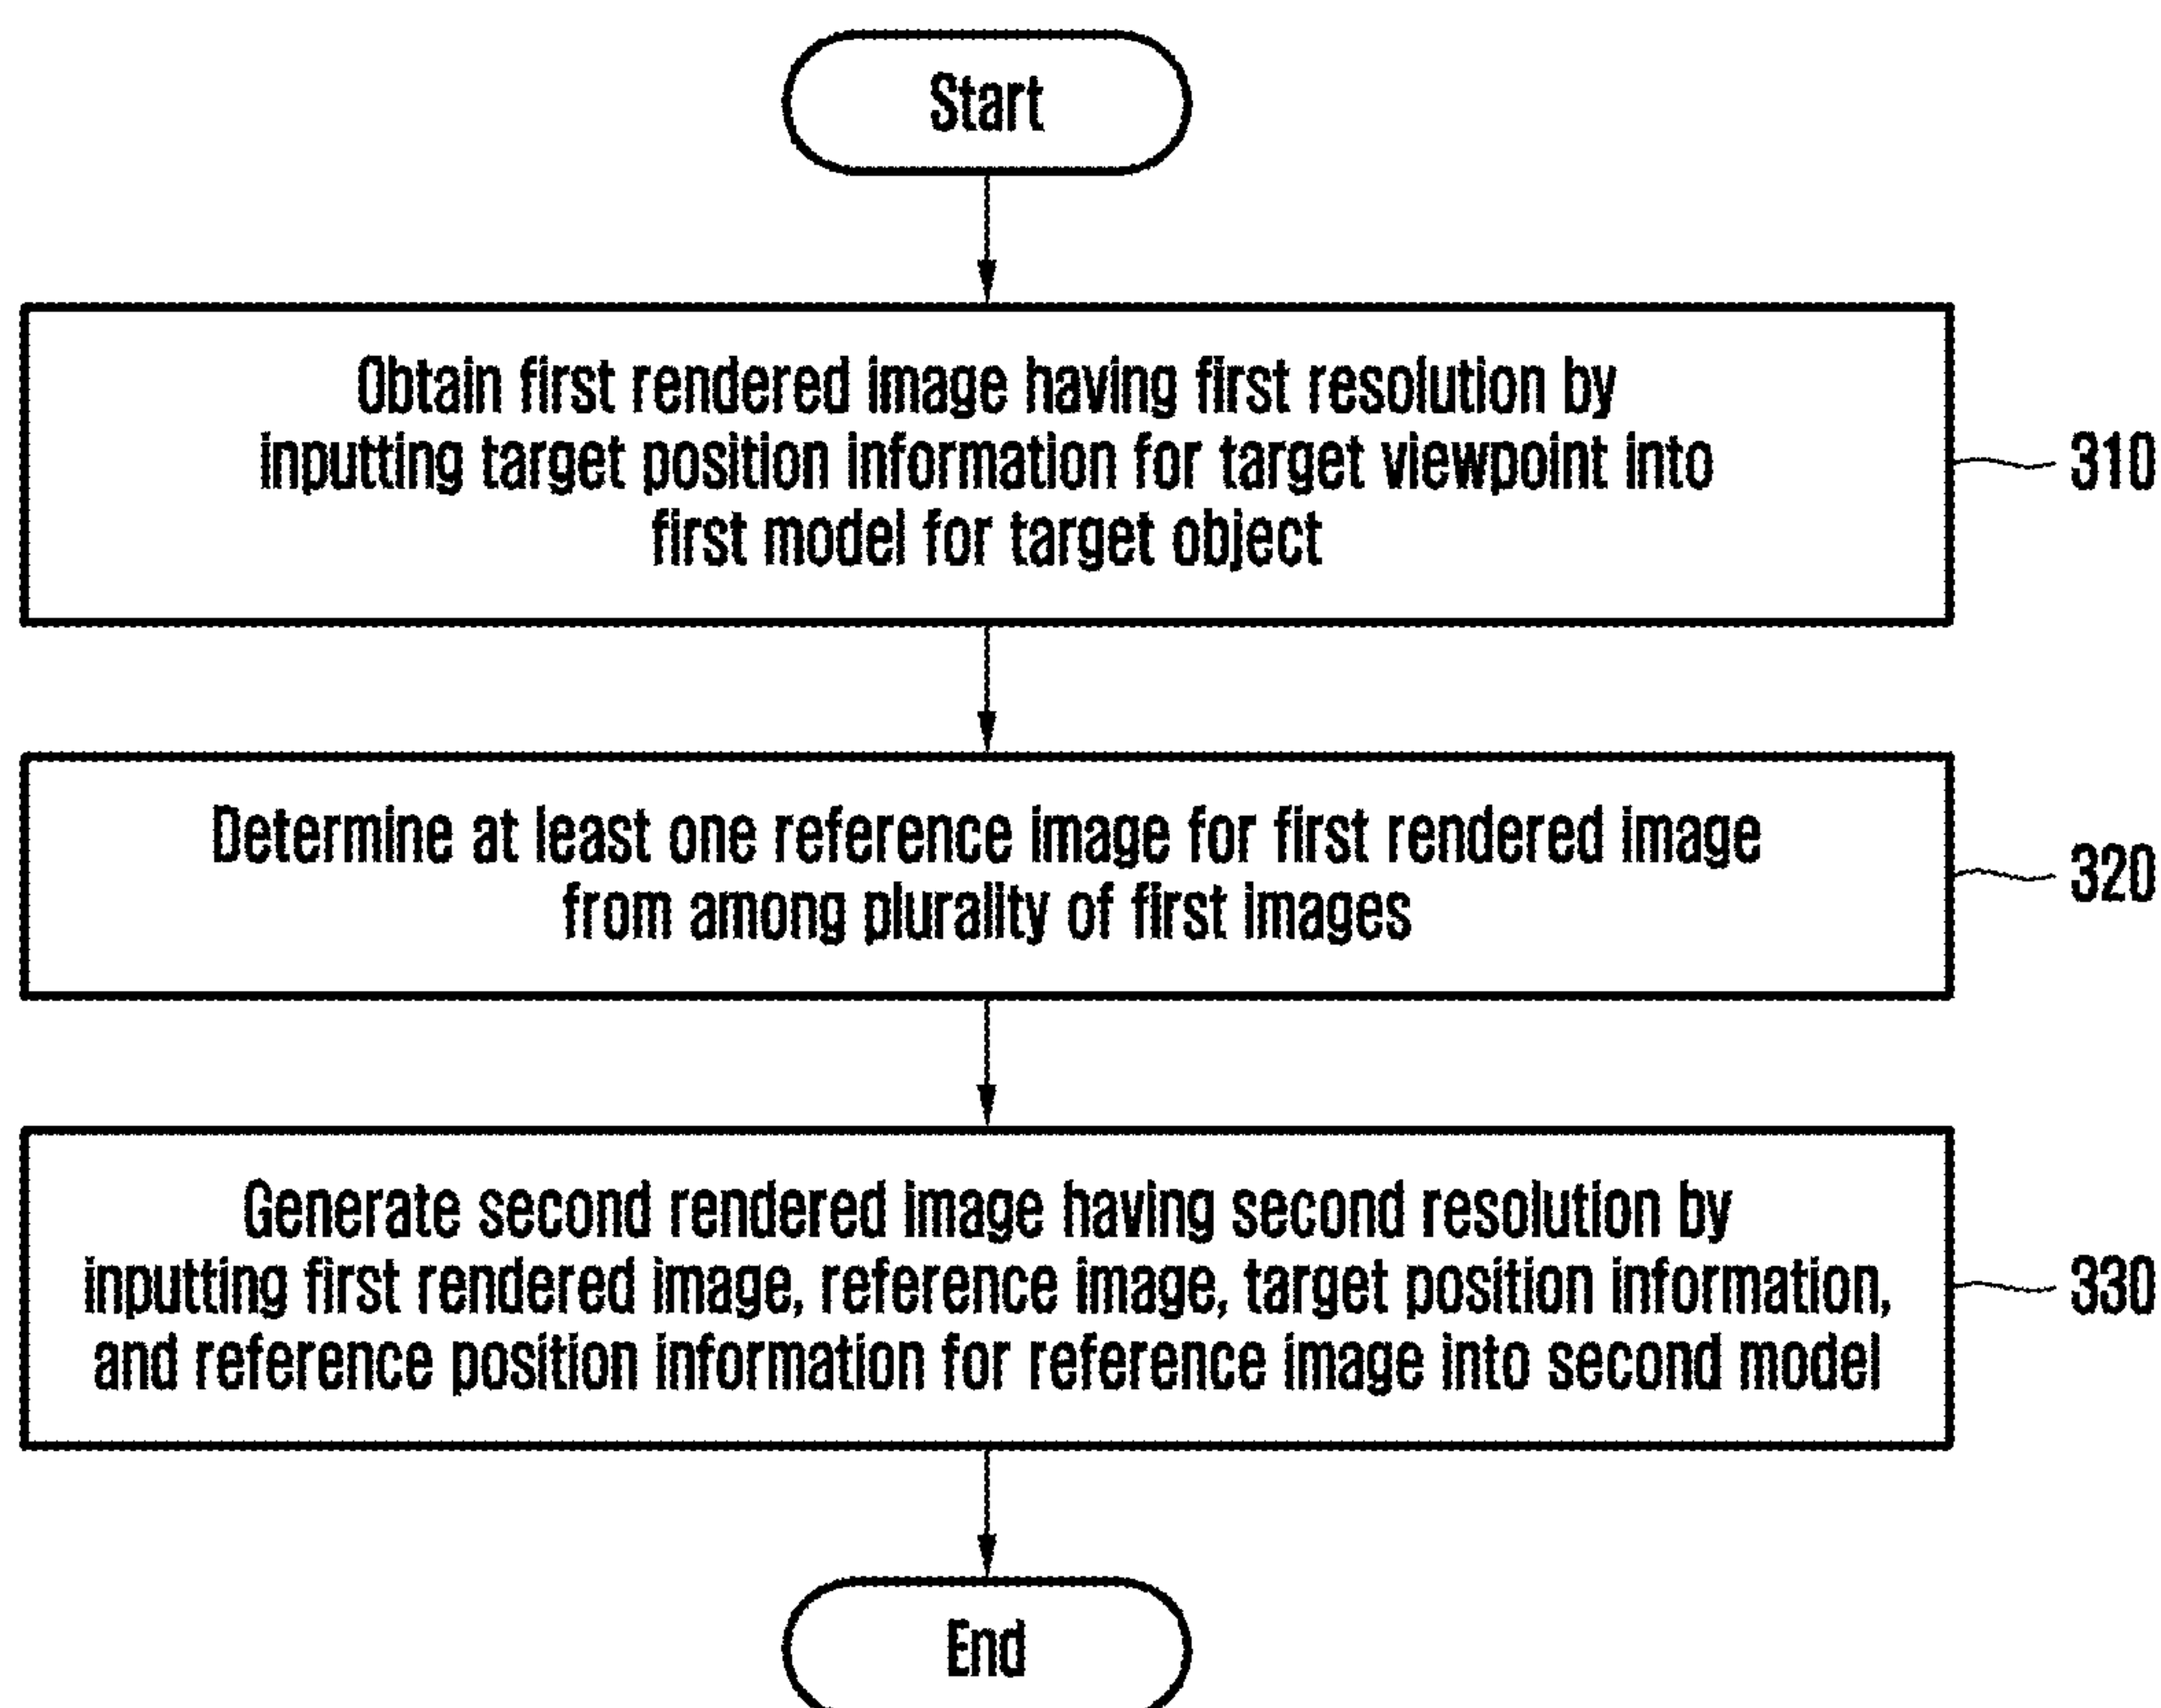 Start
Obtain first rendered image having first resolution by
inputting target position information for target viewpoint into
first model for target object
310
Determine at least one reference image for first rendered image
from among plurality of first images
320
Generate second rendered image having second resolution by
inputting first rendered image, reference image, target position information,
and reference position information for reference image into second model
330
End